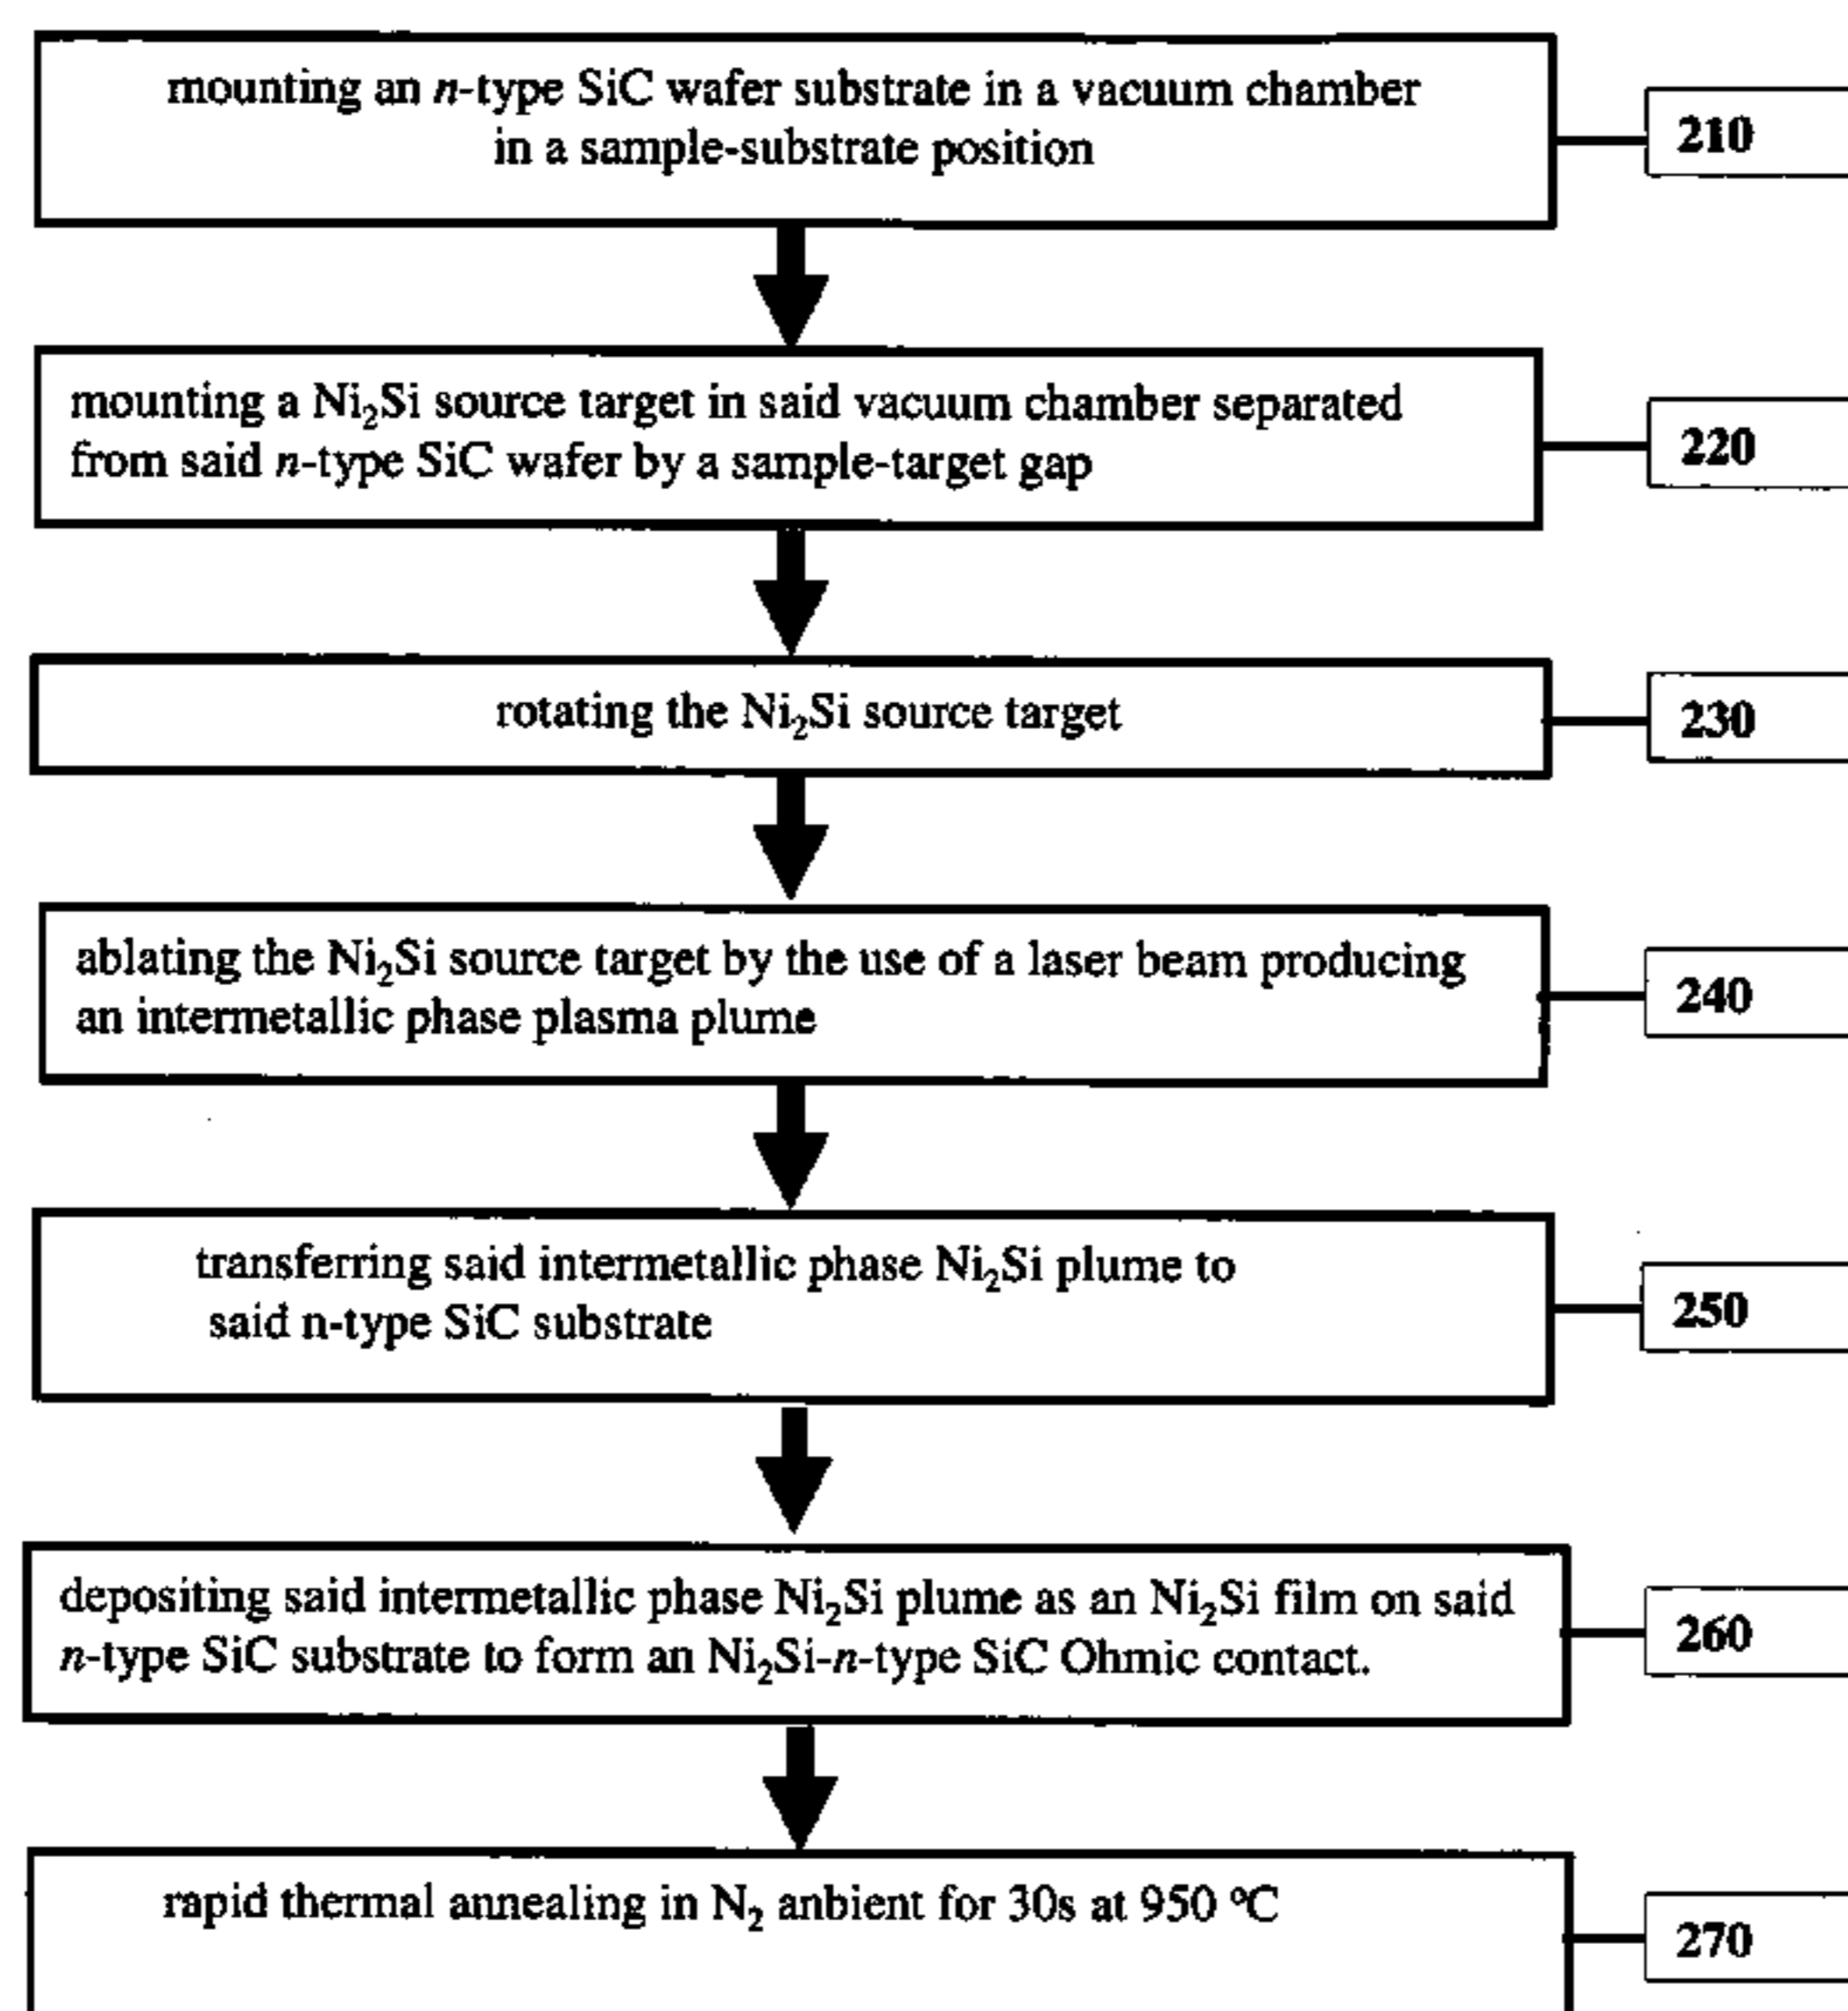 mounting an n-type SiC wafer substrate in a vacuum chamber
in a sample-substrate position
210
mounting a Ni₂Si source target in said vacuum chamber separated
from said n-type SiC wafer by a sample-target gap
220
rotating the Ni₂Si source target
230
ablating the Ni₂Si source target by the use of a laser beam producing
an intermetallic phase plasma plume
240
transferring said intermetallic phase Ni₂Si plume to
said n-type SiC substrate
250
depositing said intermetallic phase Ni₂Si plume as an Ni₂Si film on said
n-type SiC substrate to form an Ni₂Si-n-type SiC Ohmic contact.
260
rapid thermal annealing in N₂ anbient for 30s at 950 ºC
270